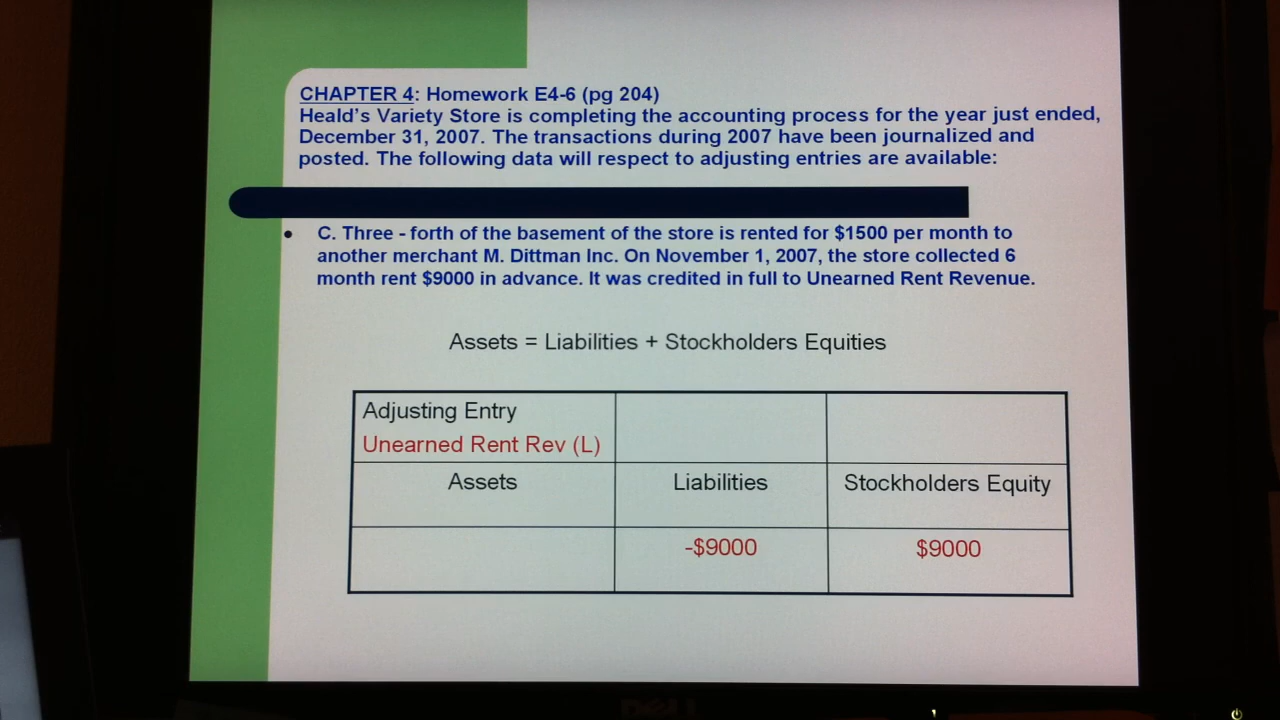 CHAPTER 4: Homework E4-6 (pg 204)
Heald's Variety Store is completing the accounting process for the year just ended,
December 31, 2007. The transactions during 2007 have been journalized and
posted. The following data will respect to adjusting entries are available:
• C. Three - forth of the basement of the store is rented for $1500 per month to
another merchant M. Dittman Inc. On November 1, 2007, the store collected 6
month rent $9000 in advance. It was credited in full to Unearned Rent Revenue.
Assets = Liabilities + Stockholders Equities
Adjusting Entry
Unearned Rent Rev (L)
Assets Liabilities Stockholders Equity
-$9000 $9000